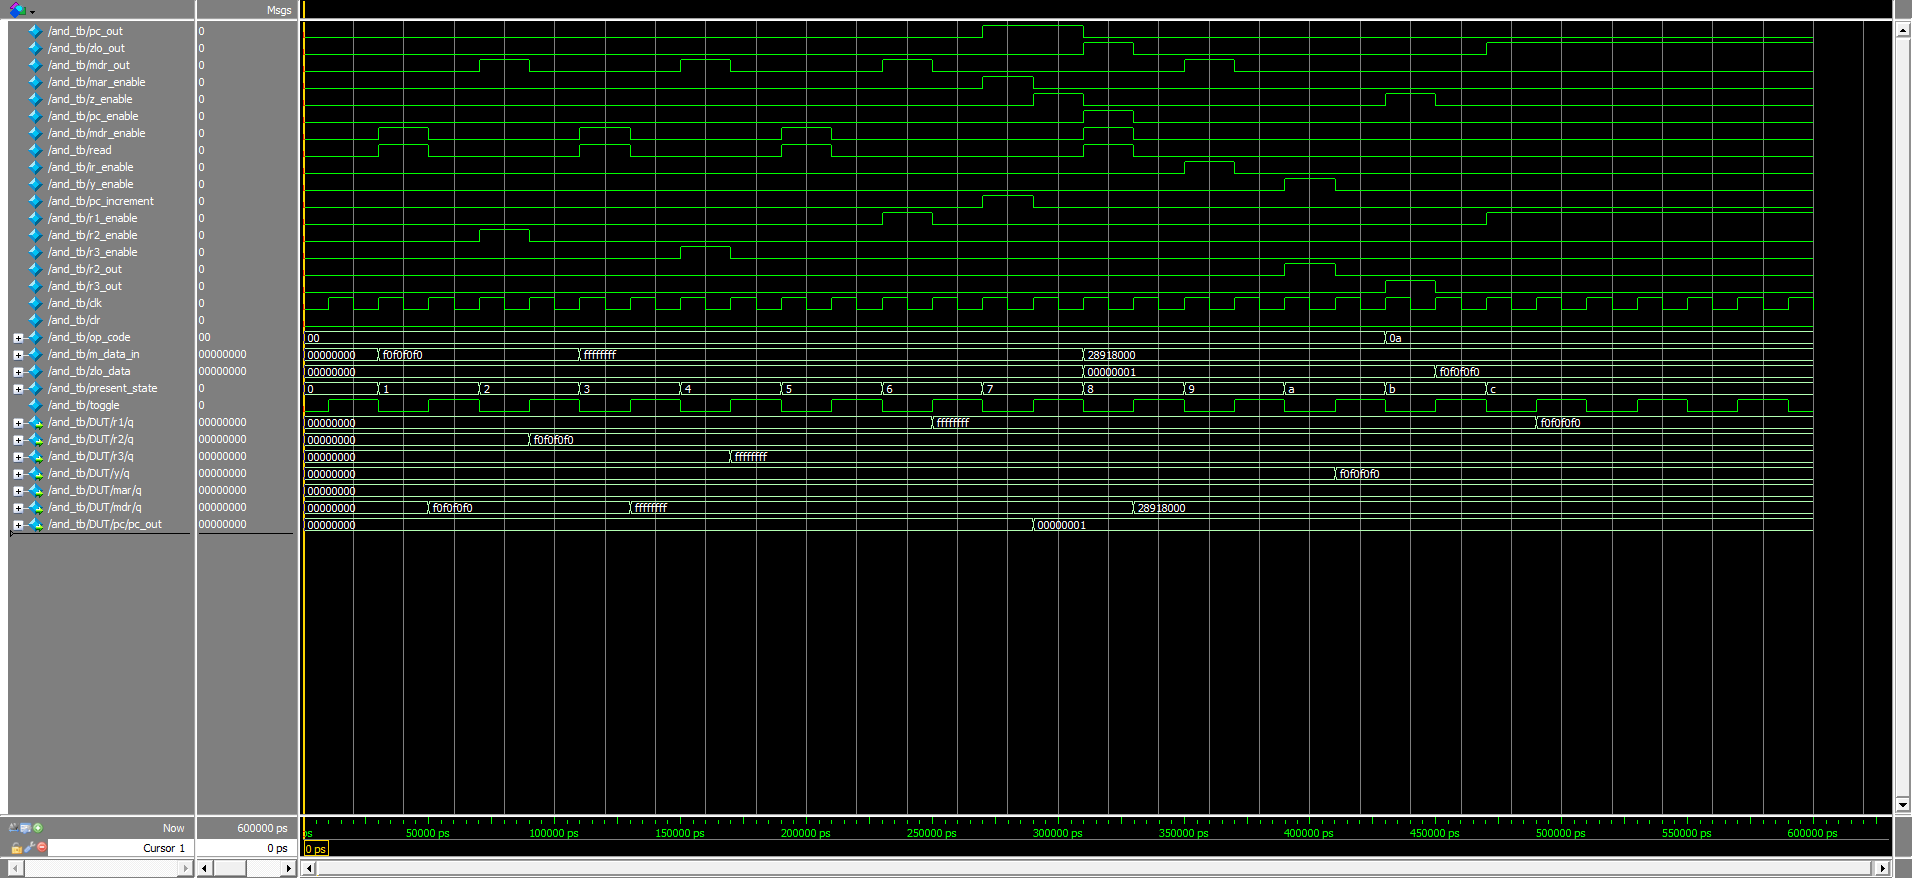 Msgs
/and_tb/pc_out 0
/and_tb/zlo_out 0
/and_tb/mdr_out 0
/and_tb/mar_enable 0
/and_tb/z_enable 0
/and_tb/pc_enable 0
/and_tb/mdr_enable 0
/and_tb/read 0
/and_tb/ir_enable 0
/and_tb/y_enable 0
/and_tb/pc_increment 0
/and_tb/r1_enable 0
/and_tb/r2_enable 0
/and_tb/r3_enable 0
/and_tb/r2_out 0
/and_tb/r3_out 0
/and_tb/clk 0
/and_tb/clr 0
/and_tb/op_code 00 00 0a
/and_tb/m_data_in 00000000 00000000 f0f0f0f0 ffffffff 28918000
/and_tb/zlo_data 00000000 00000000 00000001 f0f0f0f0
/and_tb/present_state 0 0 1 2 3 4 5 6 7 8 9 a b c
/and_tb/toggle 0
/and_tb/DUT/r1/q 00000000 00000000 ffffffff f0f0f0f0
/and_tb/DUT/r2/q 00000000 00000000 f0f0f0f0
/and_tb/DUT/r3/q 00000000 00000000 ffffffff
/and_tb/DUT/y/q 00000000 00000000 f0f0f0f0
/and_tb/DUT/mar/q 00000000 00000000
/and_tb/DUT/mdr/q 00000000 00000000 f0f0f0f0 ffffffff 28918000
/and_tb/DUT/pc/pc_out 00000000 00000000 00000001
Now 600000 ps ps 50000 ps 100000 ps 150000 ps 200000 ps 250000 ps 300000 ps 350000 ps 400000 ps 450000 ps 500000 ps 550000 ps 600000 ps
Cursor 1 0 ps 0 ps